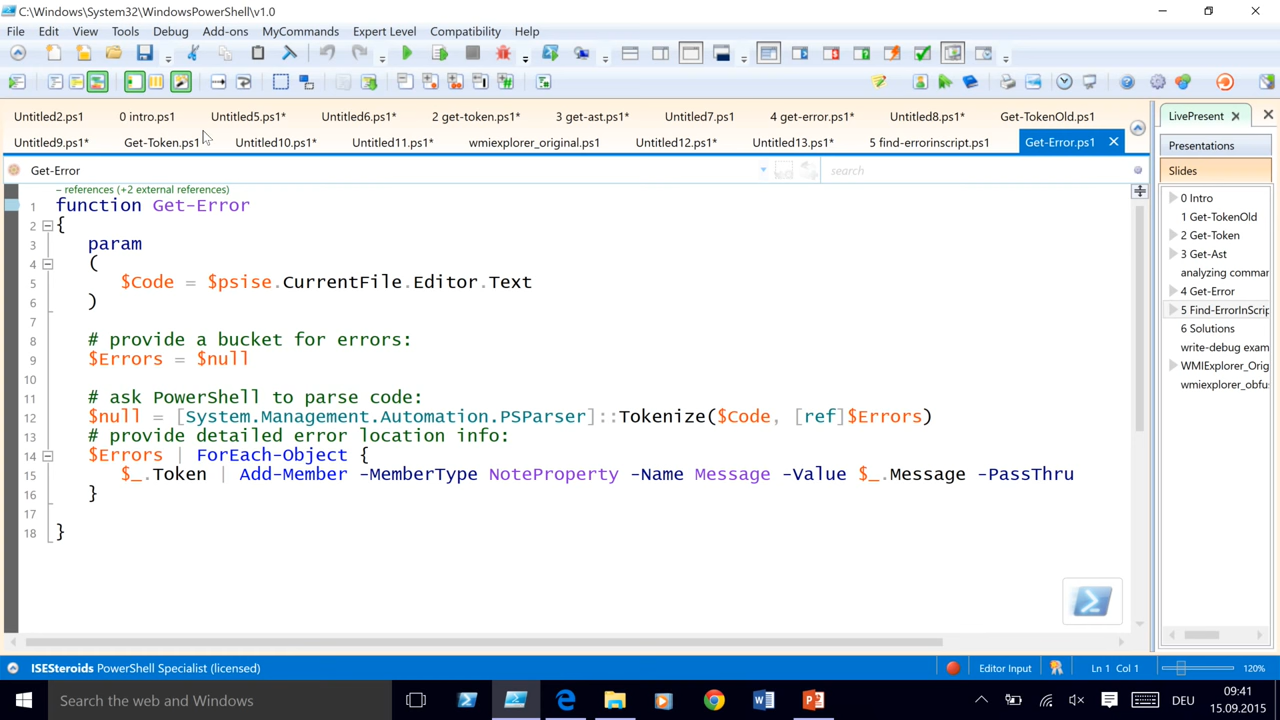 C:\Windows\System32\WindowsPowerShell\v1.0
File Edit View Tools Debug Add-ons MyCommands Expert Level Compatibility Help
Untitled2.ps1 0 intro.ps1 Untitled5.ps1* Untitled6.ps1* 2 get-token.ps1* 3 get-ast.ps1* Untitled7.ps1 4 get-error.ps1* Untitled8.ps1* Get-TokenOld.ps1
Untitled9.ps1* Get-Token.ps1 Untitled10.ps1* Untitled11.ps1* wmiexplorer_original.ps1 Untitled12.ps1* Untitled13.ps1* 5 find-errorinscript.ps1 Get-Error.ps1
Get-Error search
– references (+2 external references)
1 function Get-Error
2 {
3 param
4 (
5 $Code = $psise.CurrentFile.Editor.Text
6 )
7
8 # provide a bucket for errors:
9 $Errors = $null
10
11 # ask PowerShell to parse code:
12 $null = [System.Management.Automation.PSParser]::Tokenize($Code, [ref]$Errors)
13 # provide detailed error location info:
14 $Errors | ForEach-Object {
15 $_.Token | Add-Member -MemberType NoteProperty -Name Message -Value $_.Message -PassThru
16 }
17
18 }
LivePresent
Presentations
Slides
0 Intro
1 Get-TokenOld
2 Get-Token
3 Get-Ast
analyzing comma
4 Get-Error
5 Find-ErrorInScrip
6 Solutions
write-debug exam
WMIExplorer_Orig
wmiexplorer_obfu
ISESteroids PowerShell Specialist (licensed) Editor Input Ln 1 Col 1 120%
Search the web and Windows DEU 09:41
15.09.2015